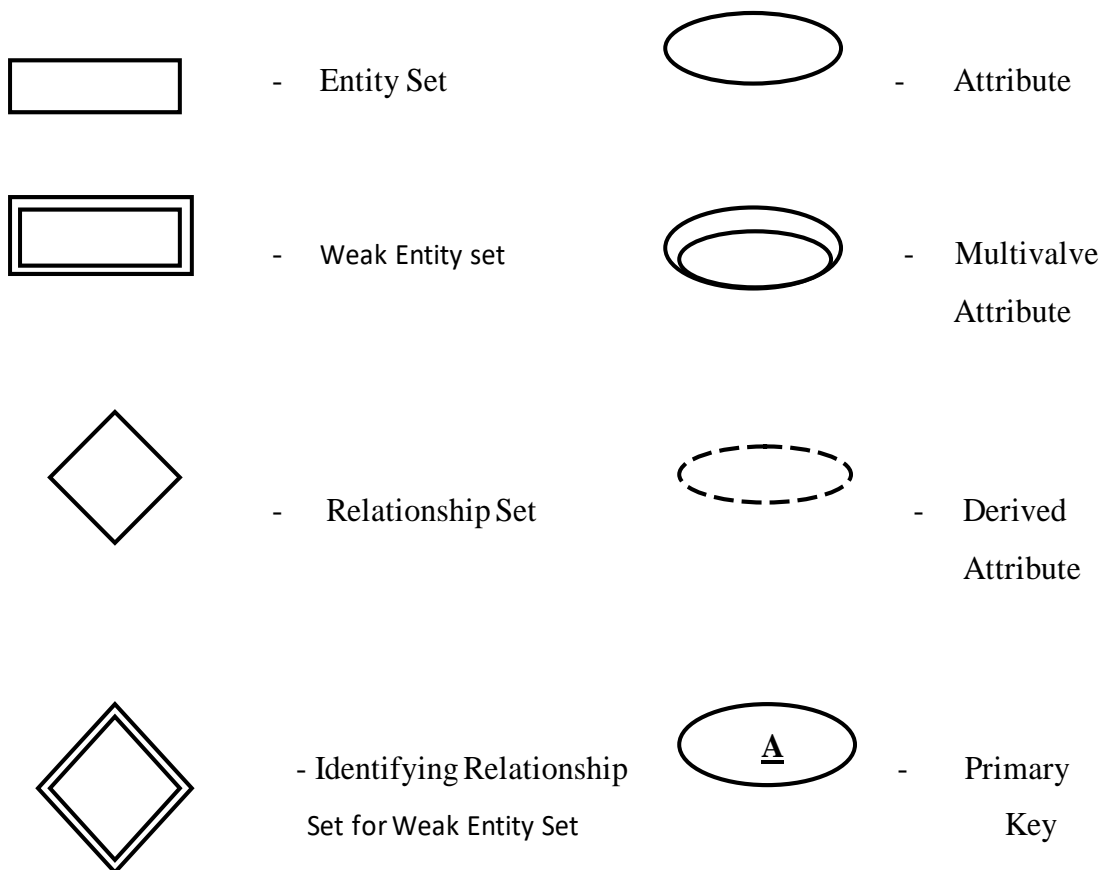 - Entity Set
- Attribute
- Weak Entity set
- Multivalve
Attribute
- Relationship Set
- Derived
Attribute
- Identifying Relationship
Set for Weak Entity Set
A
- Primary
Key